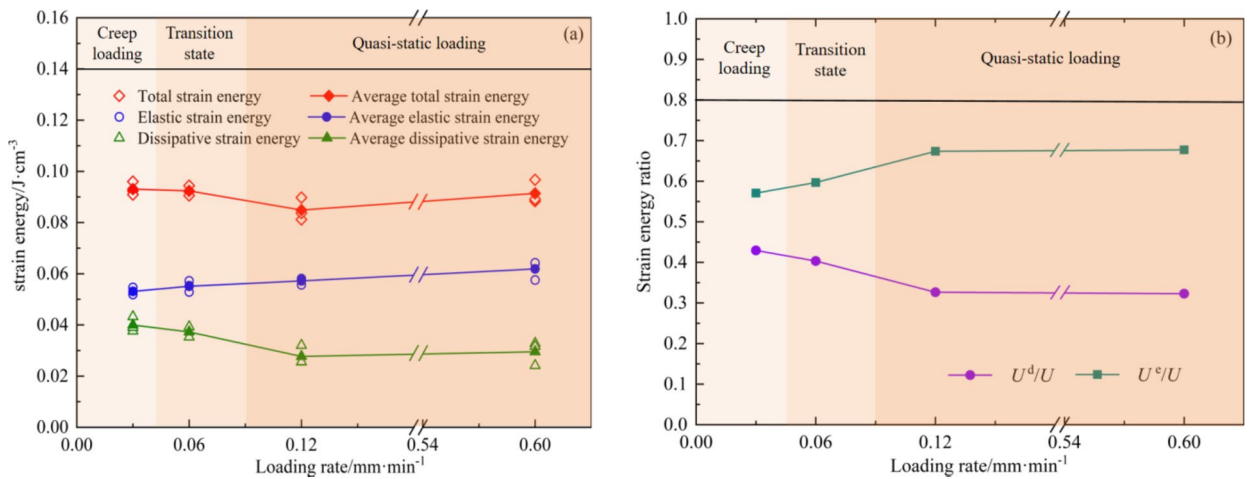 (a)
Creep
loading
Transition
state
Quasi-static loading
Total strain energy
Average total strain energy
Elastic strain energy
Average elastic strain energy
Dissipative strain energy
Average dissipative strain energy
strain energy/J·cm⁻³
0.16
0.14
0.12
0.10
0.08
0.06
0.04
0.02
0.00
0.00
0.06
0.12
0.54
0.60
Loading rate/mm·min⁻¹
(b)
Creep
loading
Transition
state
Quasi-static loading
Strain energy ratio
1.0
0.9
0.8
0.7
0.6
0.5
0.4
0.3
0.2
0.1
0.0
Uᵈ/U
Uᵉ/U
0.00
0.06
0.12
0.54
0.60
Loading rate/mm·min⁻¹